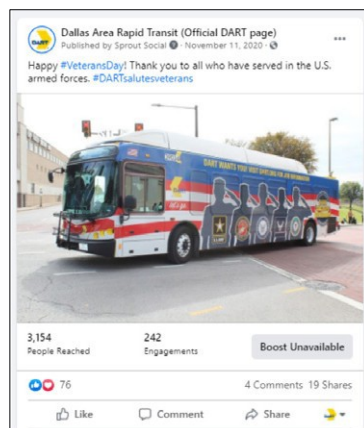 Dallas Area Rapid Transit (Official DART page)
Published by Sprout Social · November 11, 2020 ·
Happy #VeteransDay! Thank you to all who have served in the U.S.
armed forces. #DARTsalutesveterans
DART WANTS YOU!
3,154
People Reached
242
Engagements
Boost Unavailable
76
4 Comments 19 Shares
Like
Comment
Share